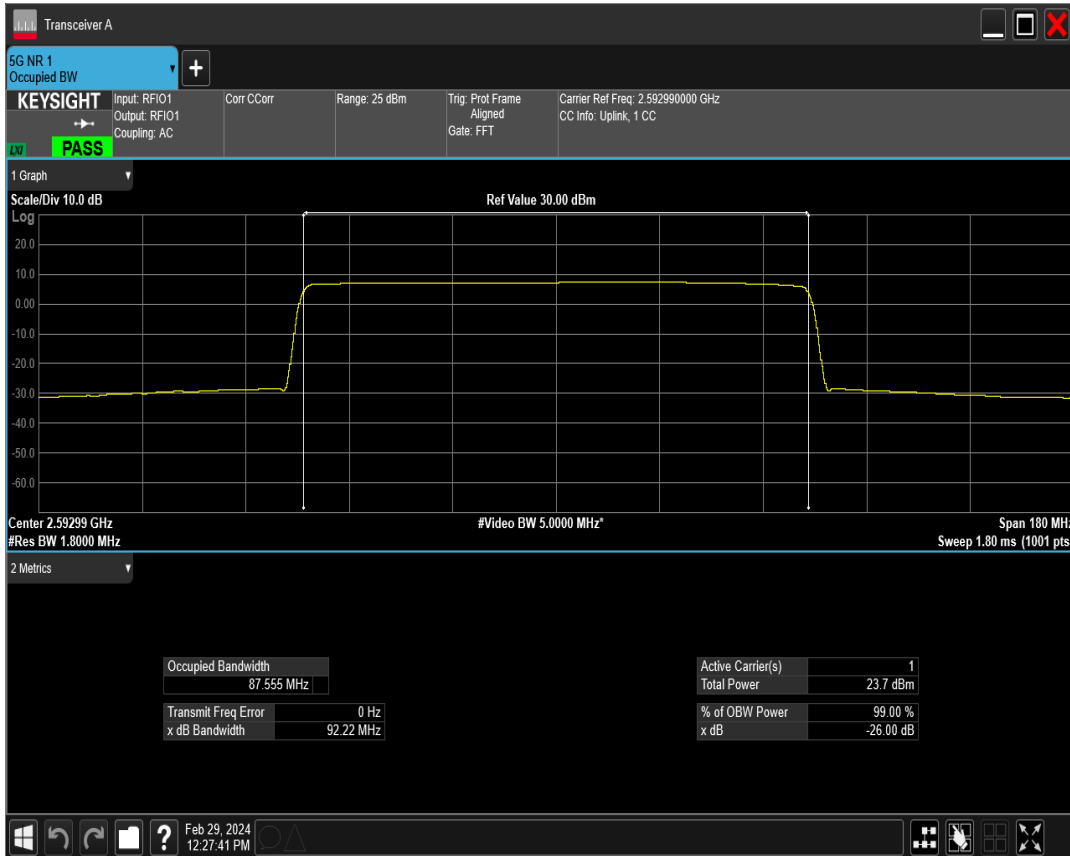 Transceiver A
5G NR 1
Occupied BW
+
KEYSIGHT
Input: RFIO1
Output: RFIO1
Coupling: AC
Corr CCorr
Range: 25 dBm
Trig: Prot Frame
Aligned
Gate: FFT
Carrier Ref Freq: 2.592990000 GHz
CC Info: Uplink, 1 CC
LXI
PASS
1 Graph
Scale/Div 10.0 dB
Ref Value 30.00 dBm
Log
20.0
10.0
0.00
-10.0
-20.0
-30.0
-40.0
-50.0
-60.0
Center 2.59299 GHz
#Video BW 5.0000 MHz*
Span 180 MHz
#Res BW 1.8000 MHz
Sweep 1.80 ms (1001 pts
2 Metrics
Occupied Bandwidth
87.555 MHz
Transmit Freq Error 0 Hz
x dB Bandwidth 92.22 MHz
Active Carrier(s) 1
Total Power 23.7 dBm
% of OBW Power 99.00 %
x dB -26.00 dB
?
Feb 29, 2024
12:27:41 PM